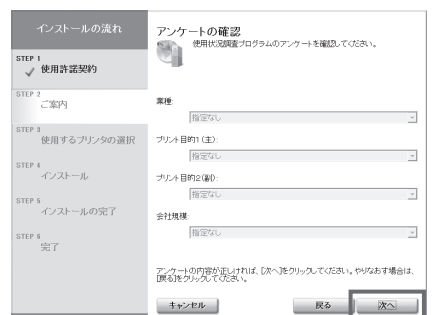 インストールの流れ
STEP 1
使用許諾契約
STEP 2
ご案内
STEP 3
使用するプリンタの選択
STEP 4
インストール
STEP 5
インストールの完了
STEP 6
完了
アンケートの確認
使用状況調査プログラムのアンケートを確認してください。
業種:
指定なし
プリント目的1(主):
指定なし
プリント目的2(副):
指定なし
会社規模:
指定なし
アンケートの内容が正しければ、[次へ]をクリックしてください。やりなおす場合は、
[戻る]をクリックしてください。
キャンセル
戻る
次へ